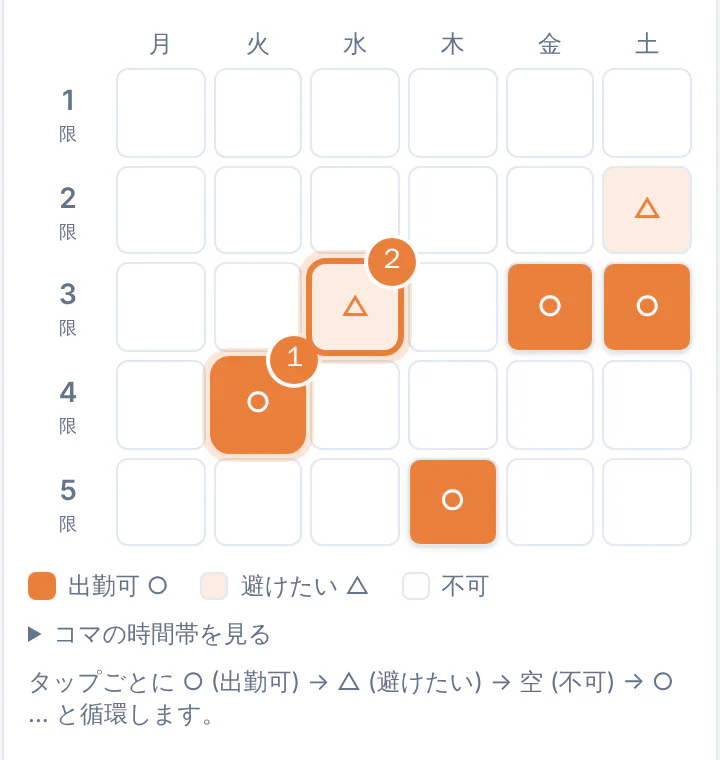 月 火 水 木 金 土
1
限
2
限
△
2
3
限
△ ○ ○
1
4
限
○
5
限
○
出勤可 ○ 避けたい △ 不可
▶ コマの時間帯を見る
タップごとに ○ (出勤可) → △ (避けたい) → 空 (不可) → ○
... と循環します。